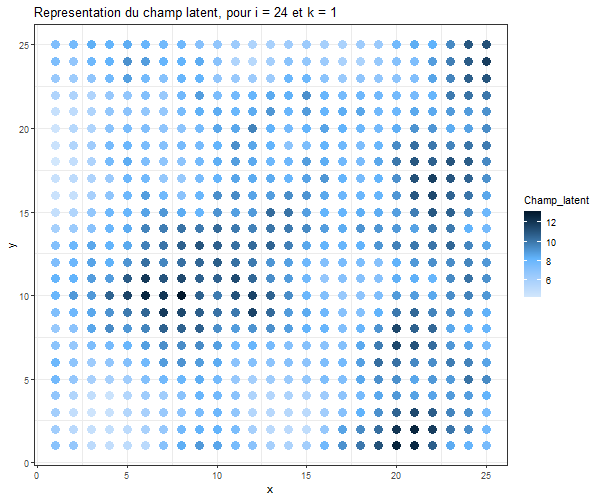 Representation du champ latent, pour i = 24 et k = 1
25
20
15
10
5
0
y
0 5 10 15 20 25
x
Champ_latent
12
10
8
6